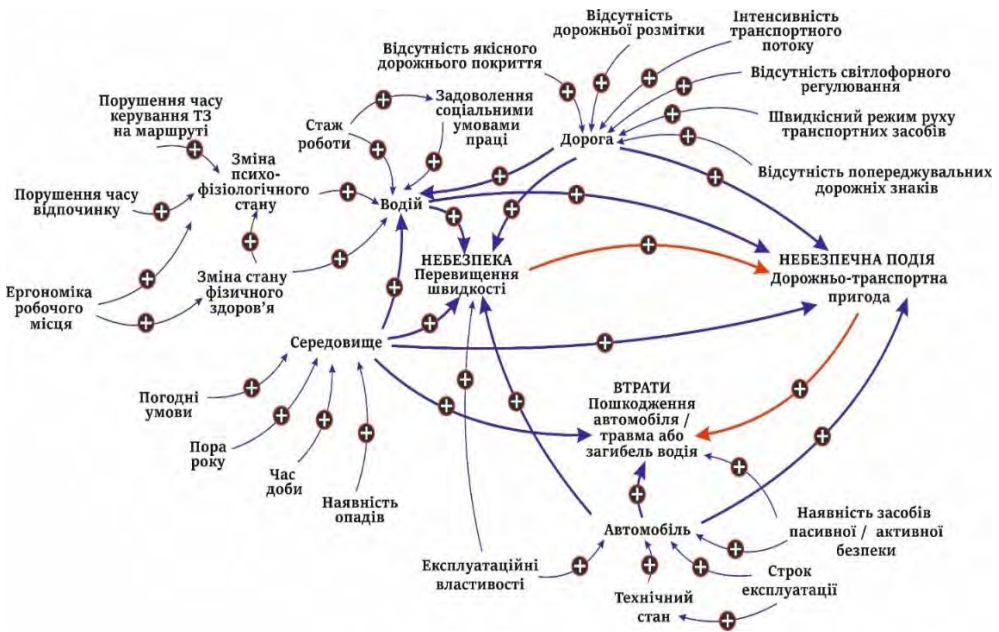 Відсутність
дорожньої розмітки
Інтенсивність
транспортного
потоку
Відсутність якісного
дорожнього покриття
Відсутність світлофорного
регулювання
Порушення часу
керування ТЗ
на маршруті
Стаж
роботи
Задоволення
соціальними
умовами
праці
Дорога
Швидкісний режим руху
транспортних засобів
Відсутність попереджувальних
дорожніх знаків
Зміна
психо-
фізіологічного
стану
Порушення часу
відпочинку
Водій
НЕБЕЗПЕКА
Перевищення
швидкості
НЕБЕЗПЕЧНА ПОДІЯ
Дорожньо-транспортна
пригода
Ергономіка
робочого
місця
Зміна стану
фізичного
здоров'я
Середовище
Погодні
умови
Пора
року
Час
доби
Наявність
опадів
ВТРАТИ
Пошкодження
автомобіля /
травма або
загибель водія
Автомобіль
Наявність засобів
пасивної / активної
безпеки
Експлуатаційні
властивості
Технічний
стан
Строк
експлуатації